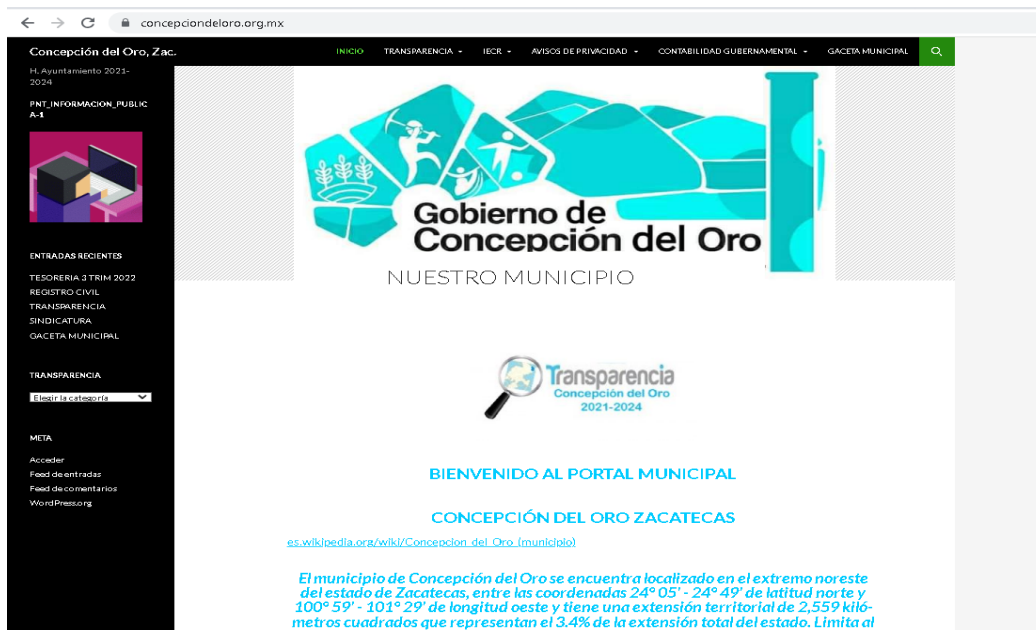 concepciondeloro.org.mx
Concepción del Oro, Zac.
INICIO TRANSPARENCIA IECR AVISOS DE PRIVACIDAD CONTABILIDAD GUBERNAMENTAL GACETA MUNICIPAL
H. Ayuntamiento 2021-
2024
PNT_INFORMACION_PUBLIC
A-1
ENTRADAS RECIENTES
TESORERIA 3 TRIM 2022
REGISTRO CIVIL
TRANSPARENCIA
SINDICATURA
GACETA MUNICIPAL
TRANSPARENCIA
Elegir la categoría
META
Acceder
Feed de entradas
Feed de comentarios
WordPress.org
Gobierno de
Concepción del Oro
NUESTRO MUNICIPIO
Transparencia
Concepción del Oro
2021-2024
BIENVENIDO AL PORTAL MUNICIPAL
CONCEPCIÓN DEL ORO ZACATECAS
es.wikipedia.org/wiki/Concepcion_del_Oro_(municipio)
El municipio de Concepción del Oro se encuentra localizado en el extremo noreste
del estado de Zacatecas, entre las coordenadas 24° 05' - 24° 49' de latitud norte y
100° 59' - 101° 29' de longitud oeste y tiene una extensión territorial de 2,559 kiló-
metros cuadrados que representan el 3.4% de la extensión total del estado. Limita al